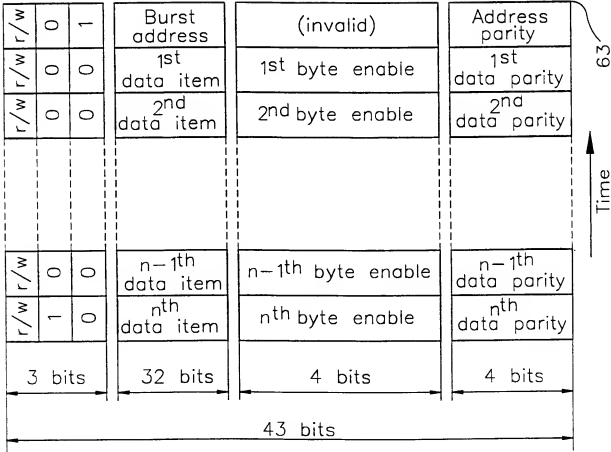 r/w 0 1 Burst address (invalid) Address parity
r/w 0 0 1st data item 1st byte enable 1st data parity
r/w 0 0 2nd data item 2nd byte enable 2nd data parity
63
Time
r/w 0 0 n-1th data item n-1th byte enable n-1th data parity
r/w 1 0 nth data item nth byte enable nth data parity
3 bits 32 bits 4 bits 4 bits
43 bits